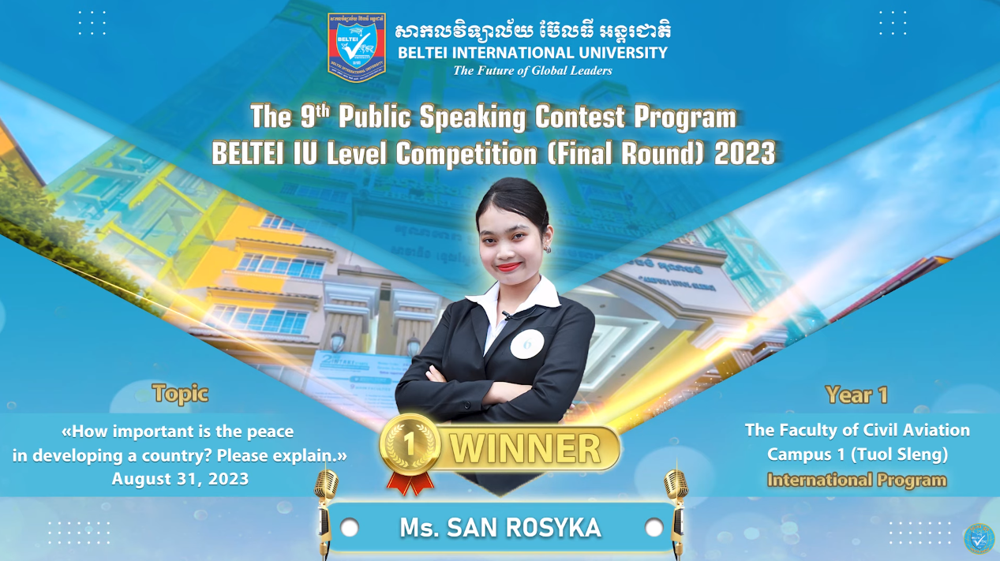 សាកលវិទ្យាល័យ ប៊ែលធី អន្តរជាតិ
BELTEI INTERNATIONAL UNIVERSITY
The Future of Global Leaders
The 9th Public Speaking Contest Program
BELTEI IU Level Competition (Final Round) 2023
BELTEI
6
Topic
«How important is the peace
in developing a country? Please explain.»
August 31, 2023
Year 1
The Faculty of Civil Aviation
Campus 1 (Tuol Sleng)
International Program
1
WINNER
Ms. SAN ROSYKA